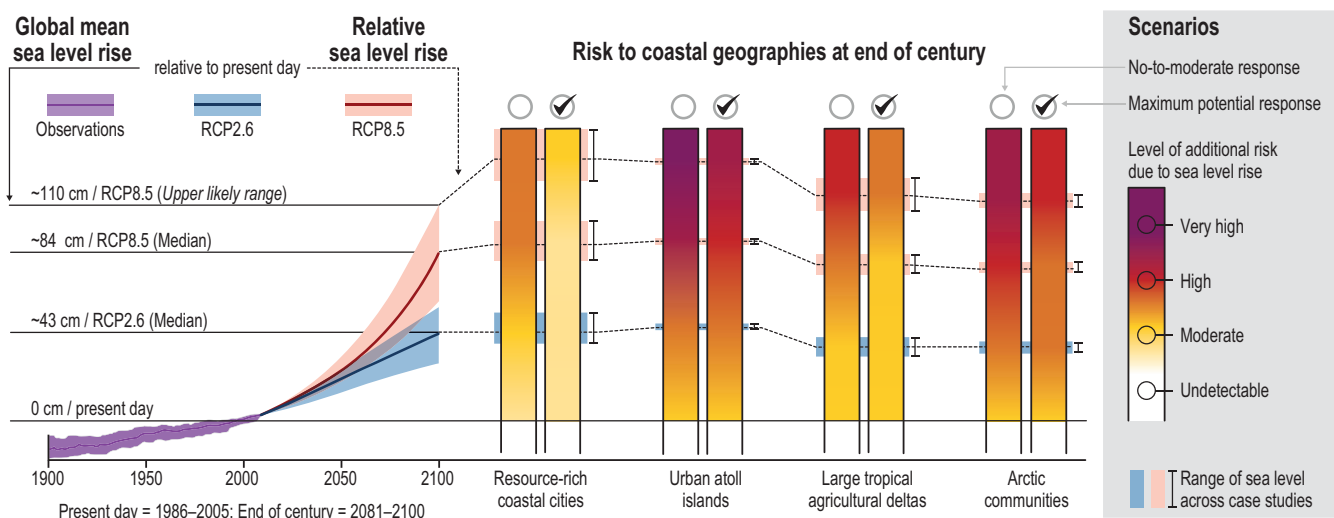 Global mean
sea level rise
Relative
sea level rise
relative to present day
Observations
RCP2.6
RCP8.5
~110 cm / RCP8.5 (Upper likely range)
~84 cm / RCP8.5 (Median)
~43 cm / RCP2.6 (Median)
0 cm / present day
1900
1950
2000
2050
2100
Present day = 1986–2005; End of century = 2081–2100
Risk to coastal geographies at end of century
Resource-rich
coastal cities
Urban atoll
islands
Large tropical
agricultural deltas
Arctic
communities
Scenarios
No-to-moderate response
Maximum potential response
Level of additional risk
due to sea level rise
Very high
High
Moderate
Undetectable
Range of sea level
across case studies